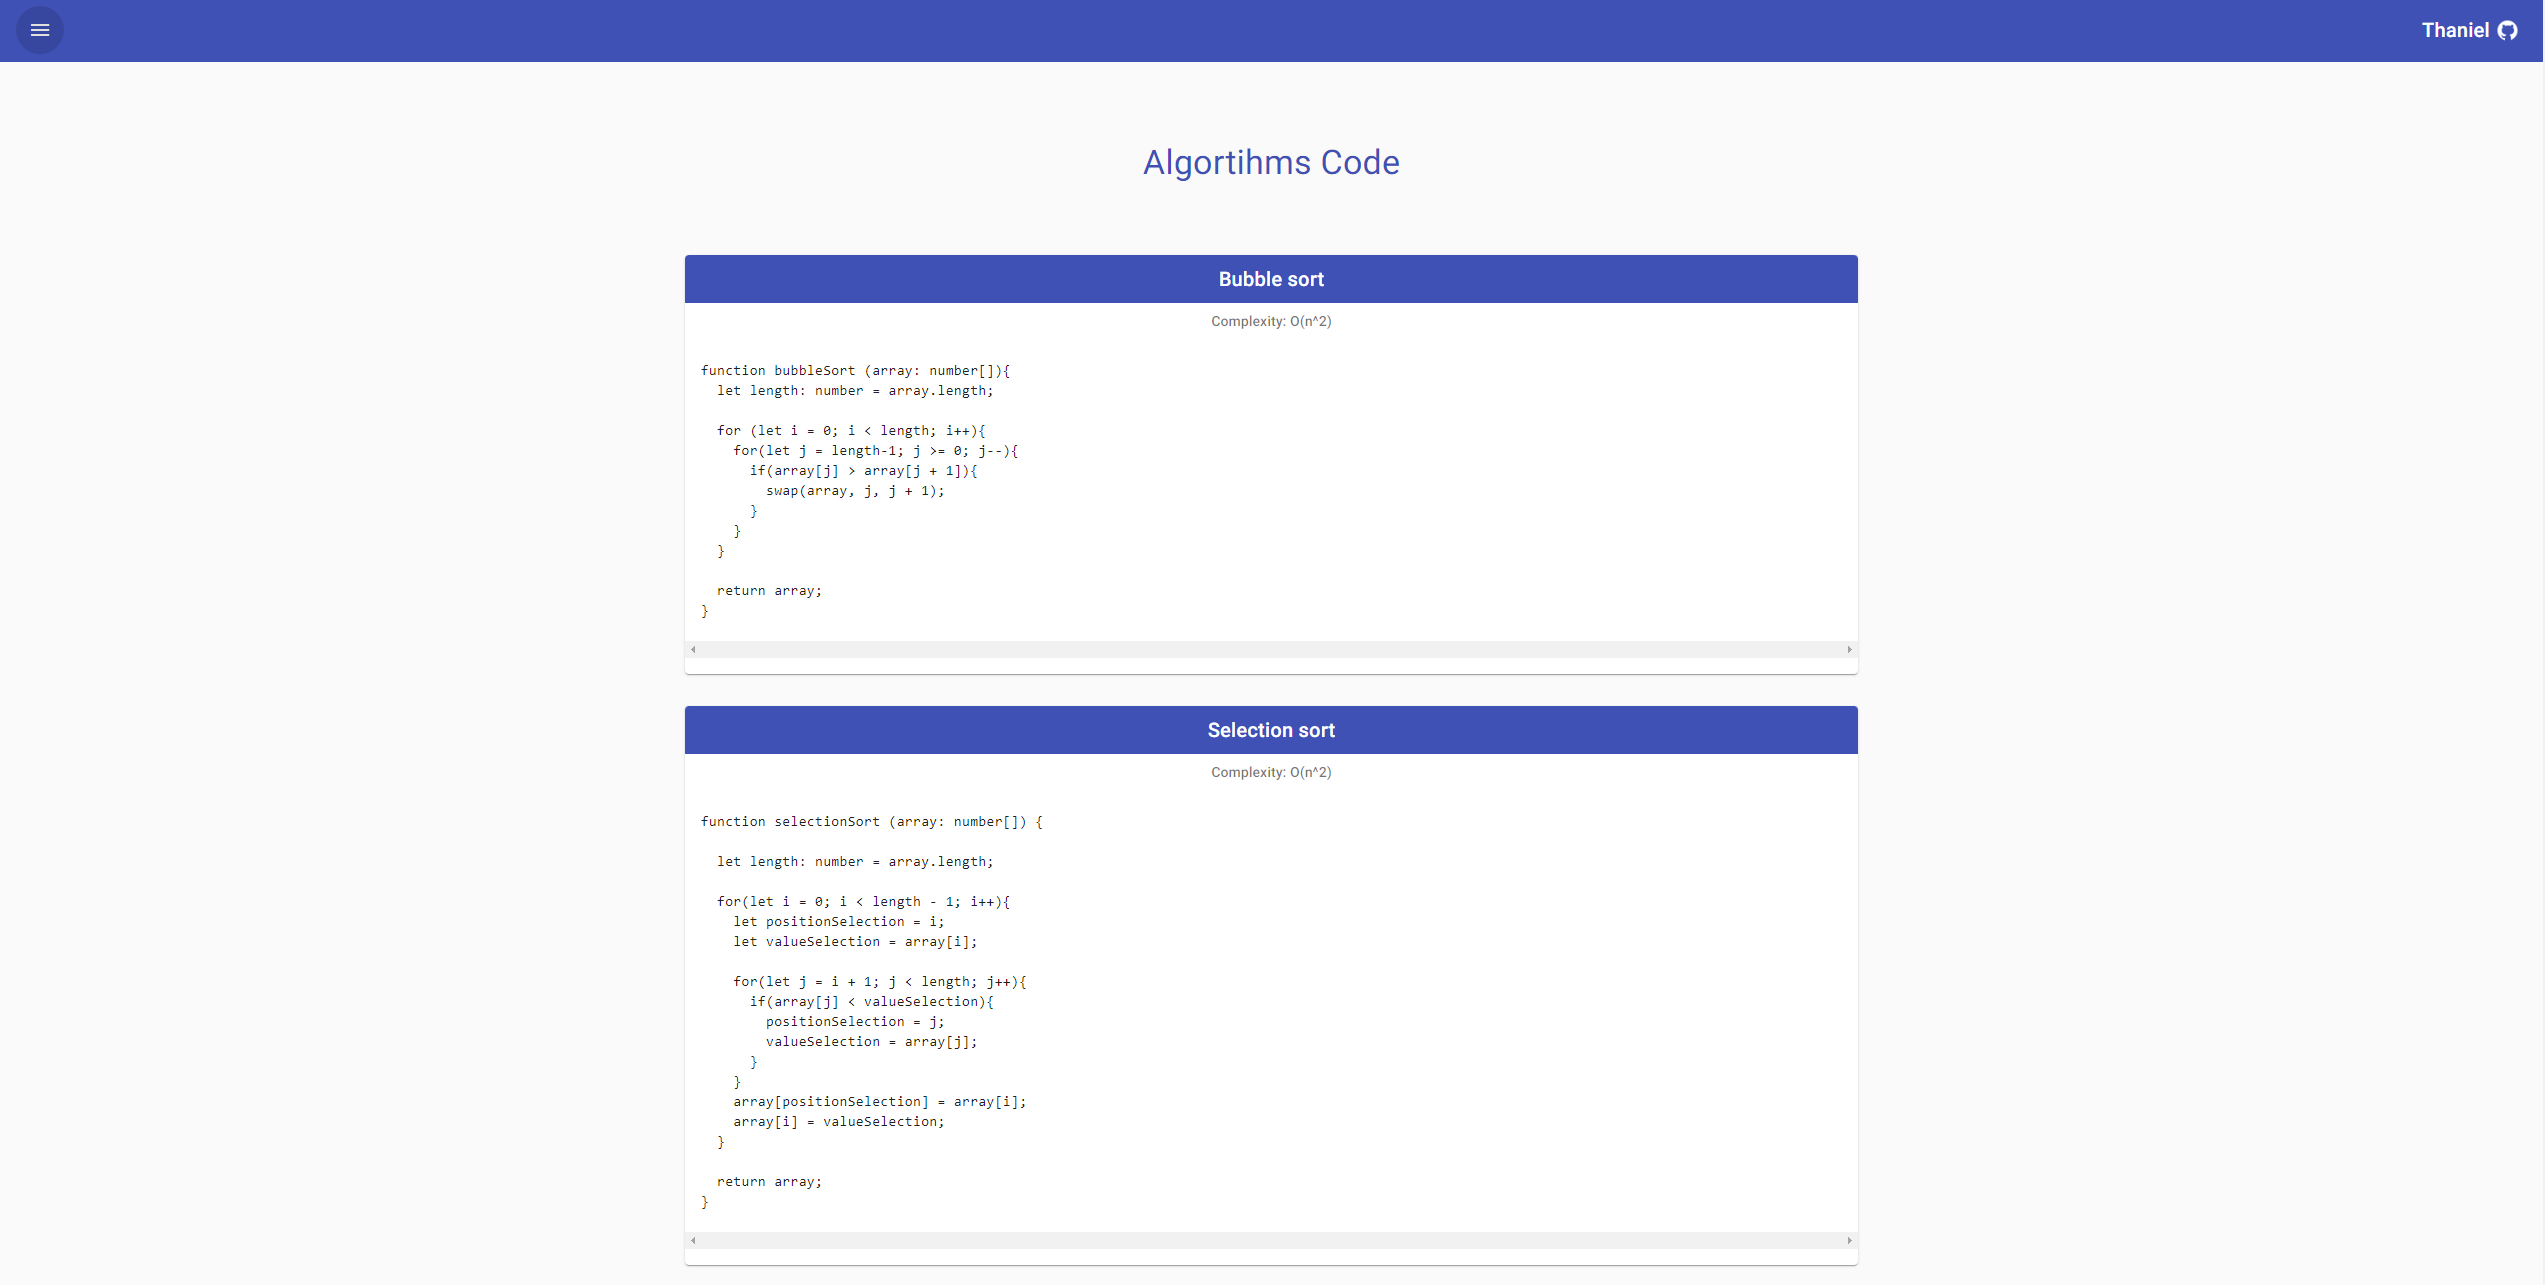 Thaniel
Algortihms Code
Bubble sort
Complexity: O(n^2)
function bubbleSort (array: number[]){
  let length: number = array.length;
  for (let i = 0; i < length; i++){
    for(let j = length-1; j >= 0; j--){
      if(array[j] > array[j + 1]){
        swap(array, j, j + 1);
      }
    }
  }
  return array;
}
Selection sort
Complexity: O(n^2)
function selectionSort (array: number[]) {
  let length: number = array.length;
  for(let i = 0; i < length - 1; i++){
    let positionSelection = i;
    let valueSelection = array[i];
    for(let j = i + 1; j < length; j++){
      if(array[j] < valueSelection){
        positionSelection = j;
        valueSelection = array[j];
      }
    }
    array[positionSelection] = array[i];
    array[i] = valueSelection;
  }
  return array;
}